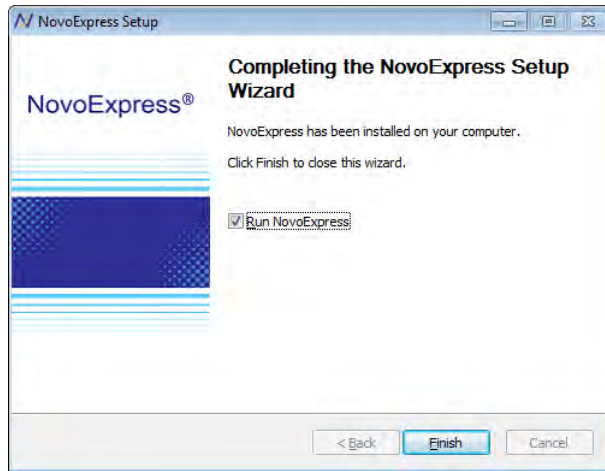 NovoExpress Setup
NovoExpress®
Completing the NovoExpress Setup
Wizard
NovoExpress has been installed on your computer.
Click Finish to close this wizard.
Run NovoExpress
< Back
Finish
Cancel